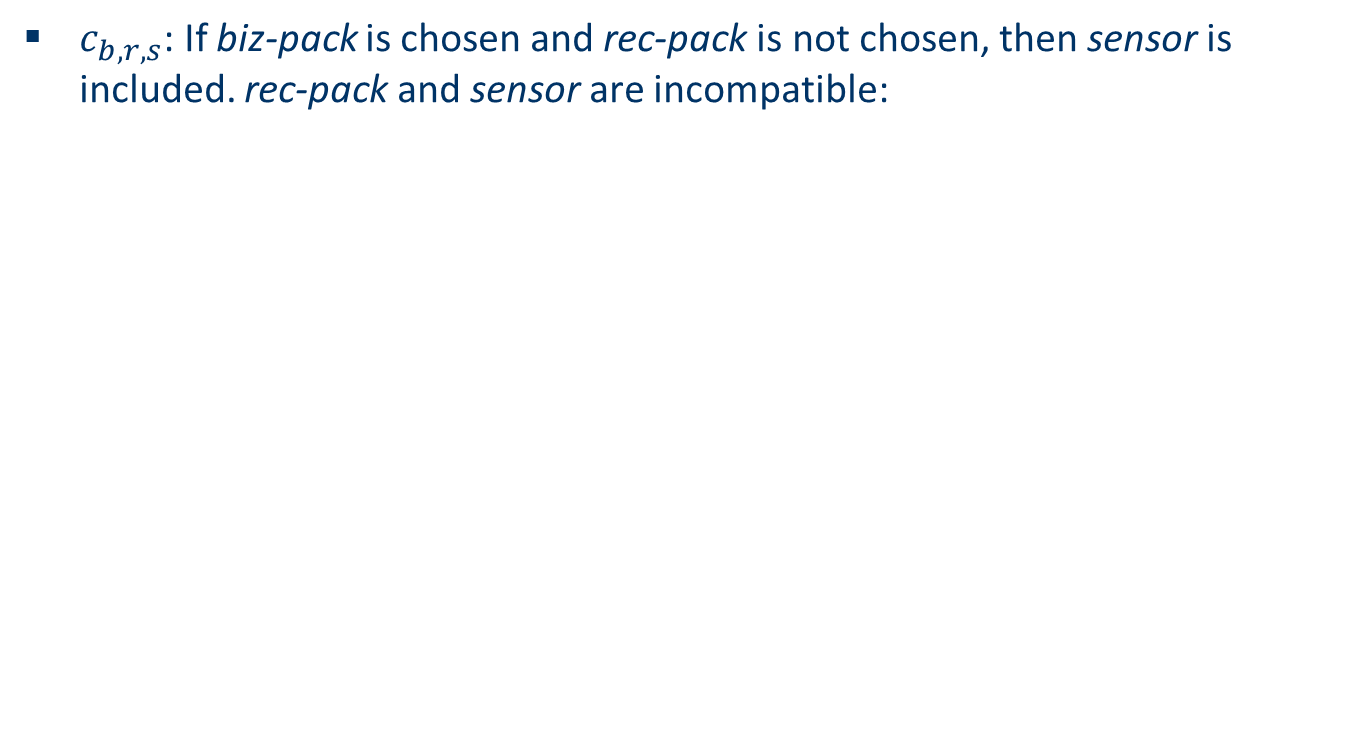 ▪ c_{b,r,s}: If biz-pack is chosen and rec-pack is not chosen, then sensor is
included. rec-pack and sensor are incompatible: